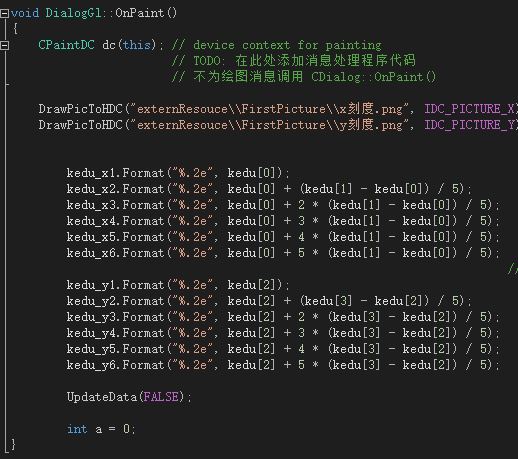 void DialogGl::OnPaint()
{
CPaintDC dc(this); // device context for painting
// TODO: 在此处添加消息处理程序代码
// 不为绘图消息调用 CDialog::OnPaint()
DrawPicToHDC("externResouce\\FirstPicture\\x刻度.png", IDC_PICTURE_X)
DrawPicToHDC("externResouce\\FirstPicture\\y刻度.png", IDC_PICTURE_Y)
kedu_x1.Format("%.2e", kedu[0]);
kedu_x2.Format("%.2e", kedu[0] + (kedu[1] - kedu[0]) / 5);
kedu_x3.Format("%.2e", kedu[0] + 2 * (kedu[1] - kedu[0]) / 5);
kedu_x4.Format("%.2e", kedu[0] + 3 * (kedu[1] - kedu[0]) / 5);
kedu_x5.Format("%.2e", kedu[0] + 4 * (kedu[1] - kedu[0]) / 5);
kedu_x6.Format("%.2e", kedu[0] + 5 * (kedu[1] - kedu[0]) / 5);
//
kedu_y1.Format("%.2e", kedu[2]);
kedu_y2.Format("%.2e", kedu[2] + (kedu[3] - kedu[2]) / 5);
kedu_y3.Format("%.2e", kedu[2] + 2 * (kedu[3] - kedu[2]) / 5);
kedu_y4.Format("%.2e", kedu[2] + 3 * (kedu[3] - kedu[2]) / 5);
kedu_y5.Format("%.2e", kedu[2] + 4 * (kedu[3] - kedu[2]) / 5);
kedu_y6.Format("%.2e", kedu[2] + 5 * (kedu[3] - kedu[2]) / 5);
UpdateData(FALSE);
int a = 0;
}